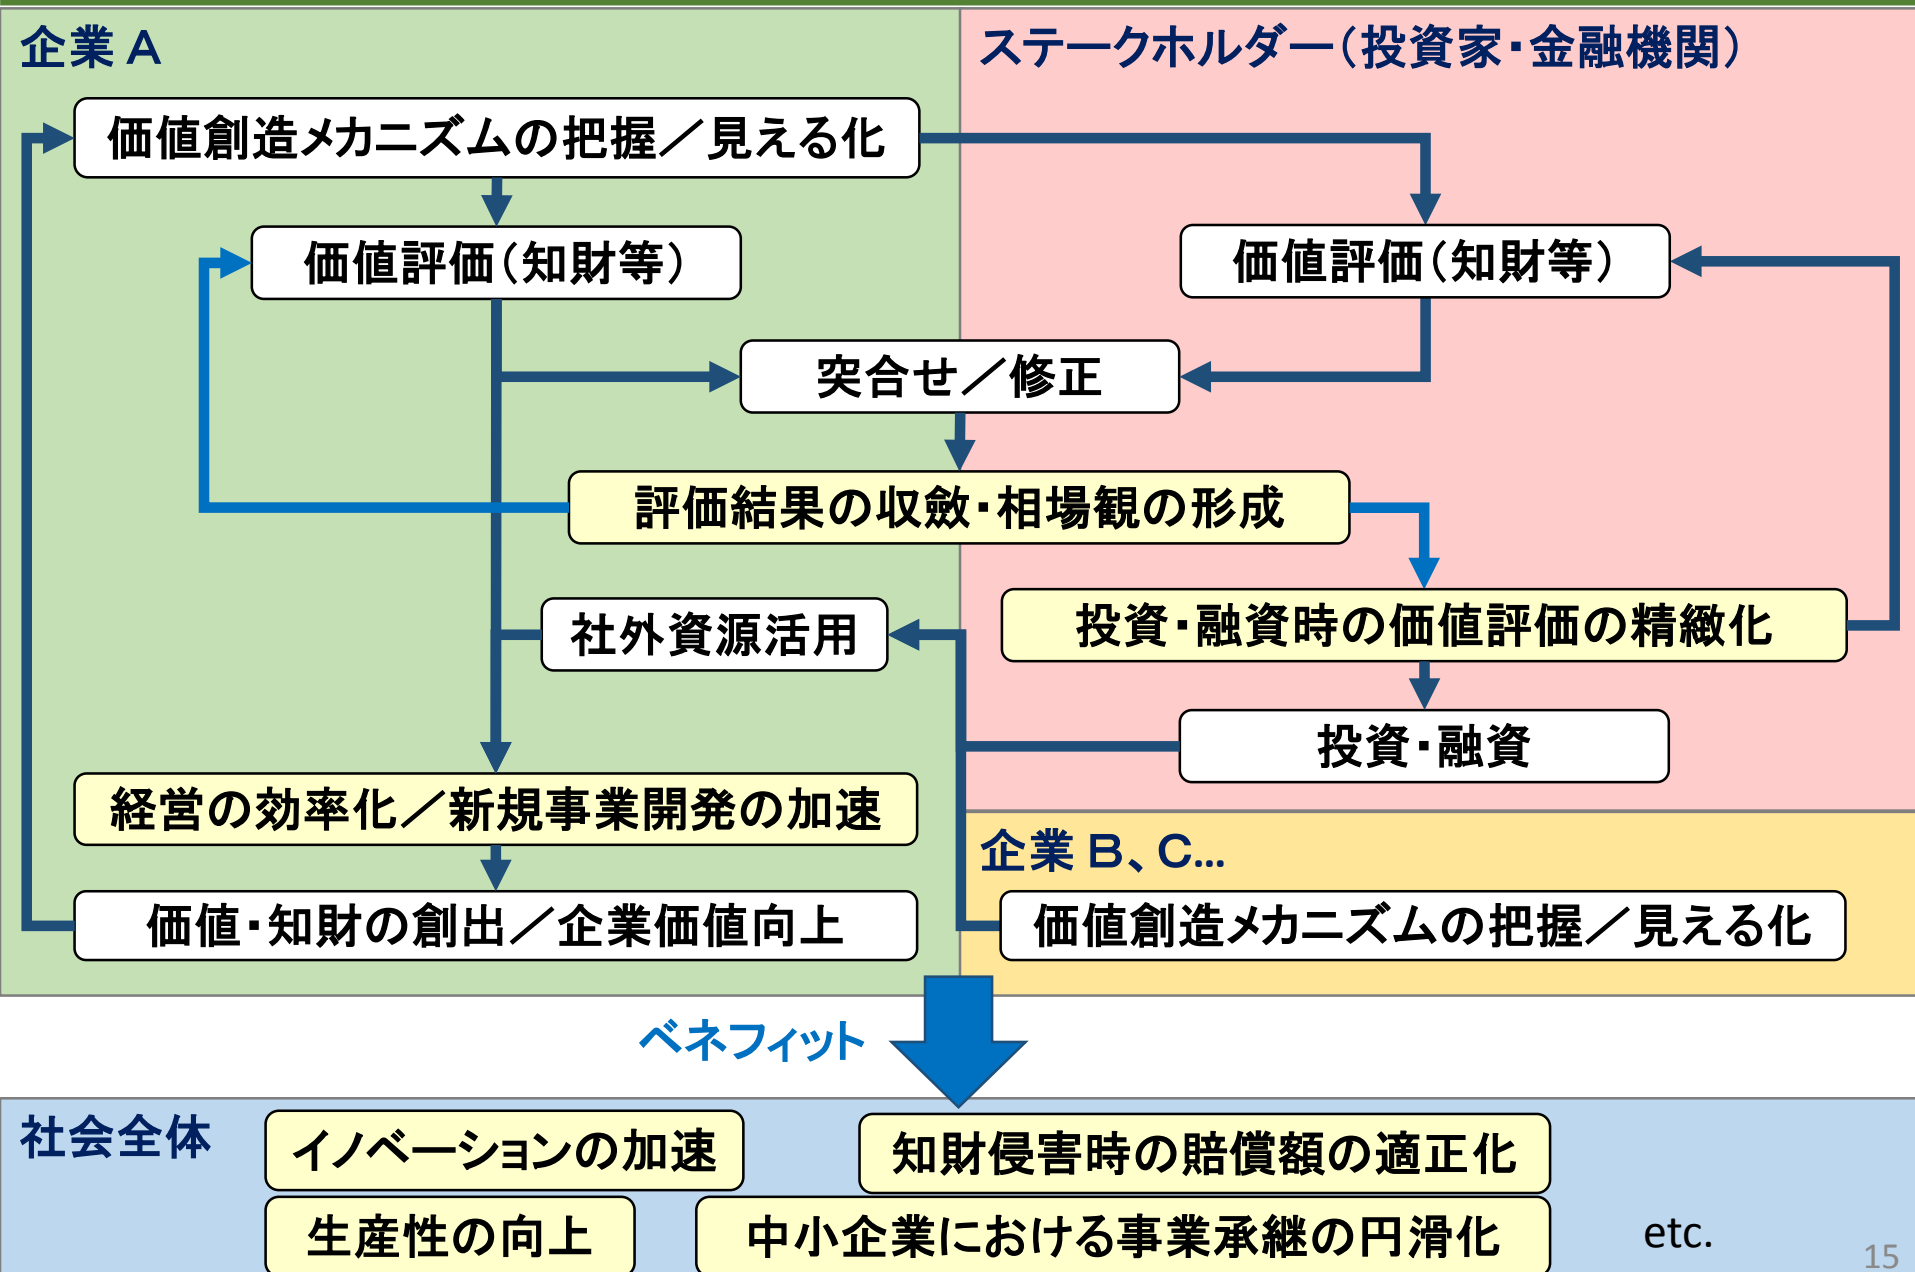 企業 A
ステークホルダー（投資家・金融機関）
価値創造メカニズムの把握／見える化
価値評価（知財等）
価値評価（知財等）
突合せ／修正
評価結果の収斂・相場観の形成
社外資源活用
投資・融資時の価値評価の精緻化
投資・融資
経営の効率化／新規事業開発の加速
企業 B、C...
価値・知財の創出／企業価値向上
価値創造メカニズムの把握／見える化
ベネフィット
社会全体
イノベーションの加速
知財侵害時の賠償額の適正化
生産性の向上
中小企業における事業承継の円滑化
etc.
15